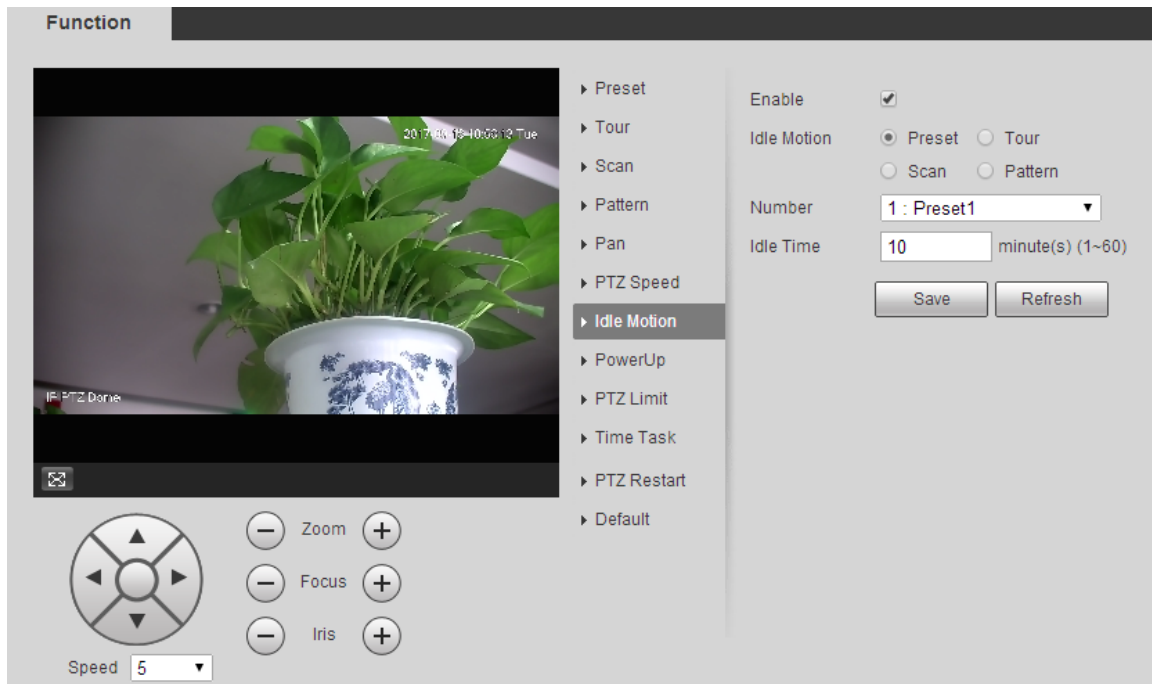 Function
Tour
IP PTZ Dome
Zoom
Focus
Iris
Speed 5
Preset
Tour
Scan
Pattern
Pan
PTZ Speed
Idle Motion
PowerUp
PTZ Limit
Time Task
PTZ Restart
Default
Enable
Idle Motion Preset Tour
Scan Pattern
Number 1 : Preset1
Idle Time 10 minute(s) (1~60)
Save Refresh